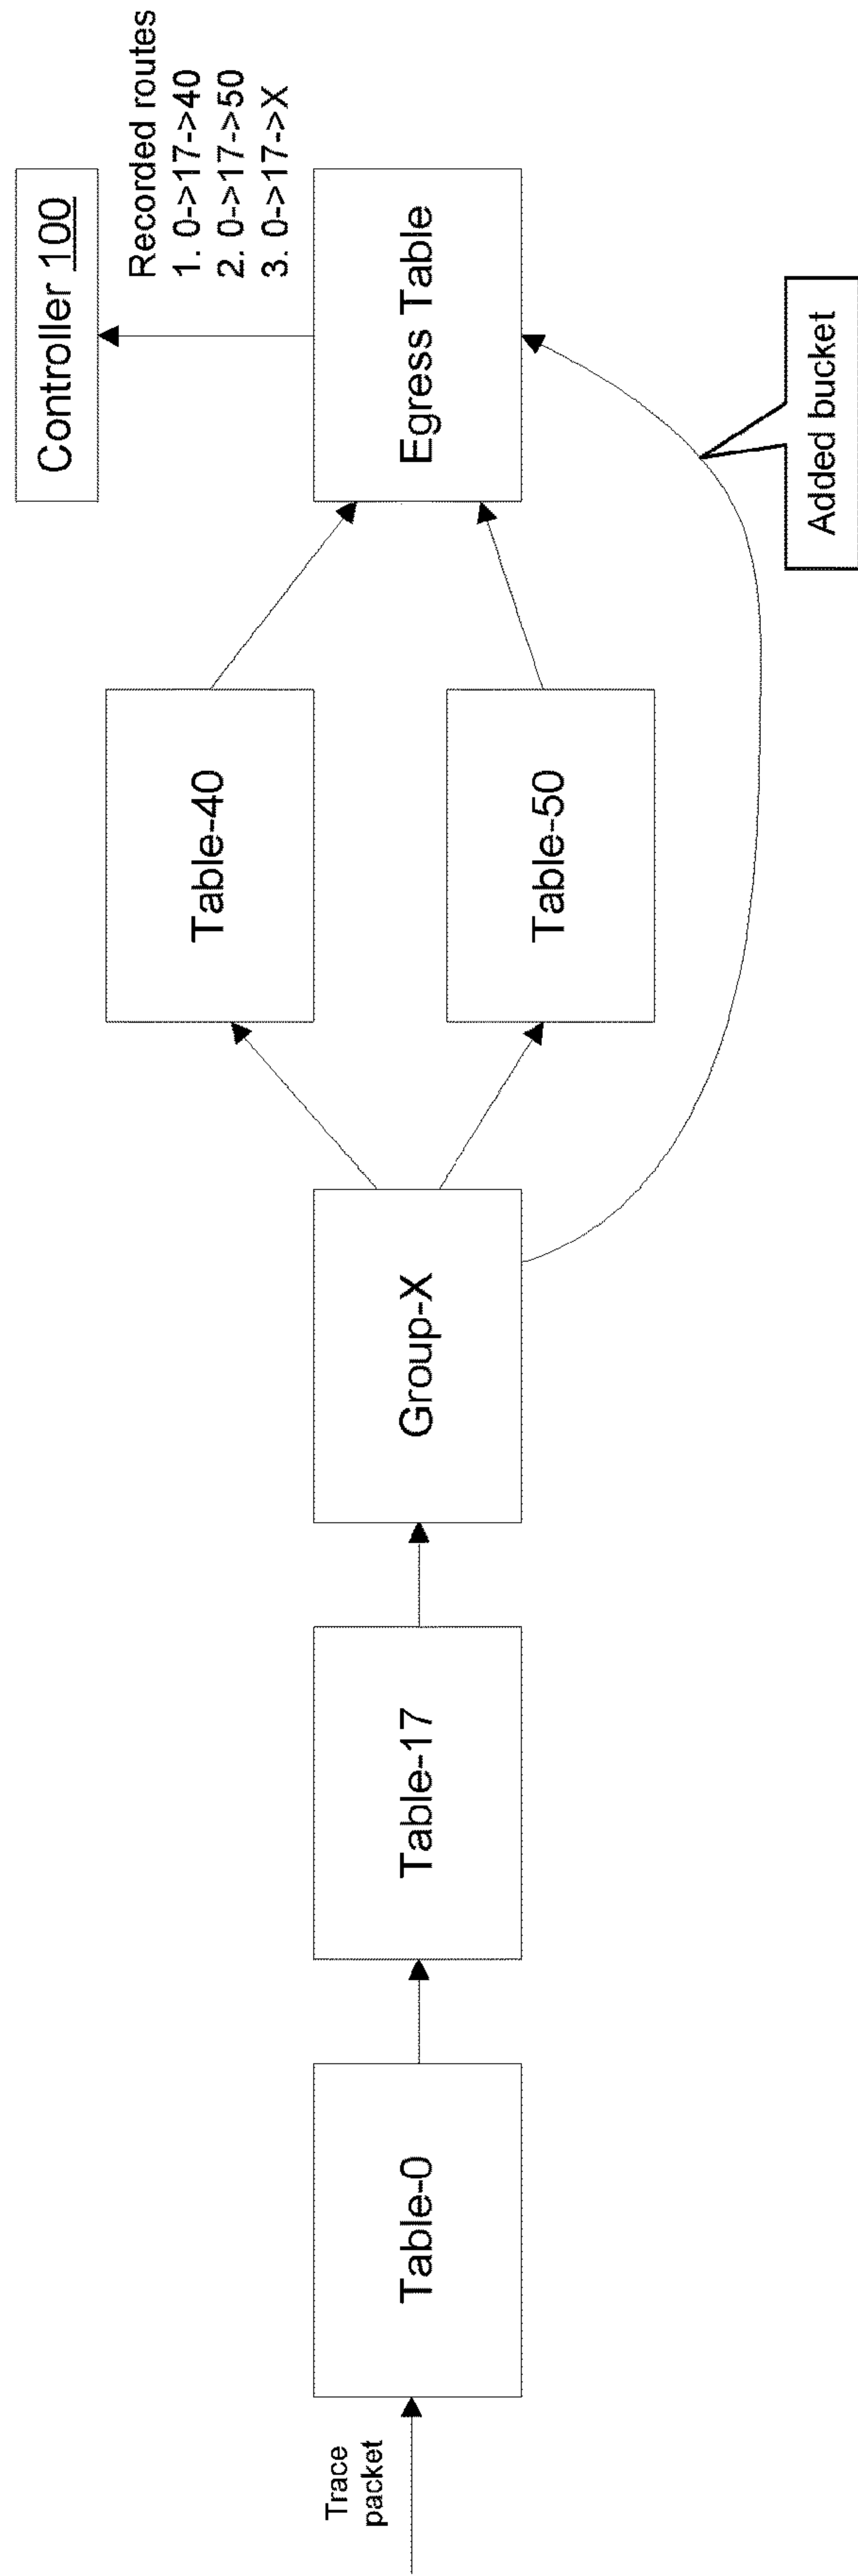 Trace
packet
Table-0
Table-17
Group-X
Table-40
Table-50
Egress Table
Controller 100
Recorded routes
1. 0->17->40
2. 0->17->50
3. 0->17->X
Added bucket